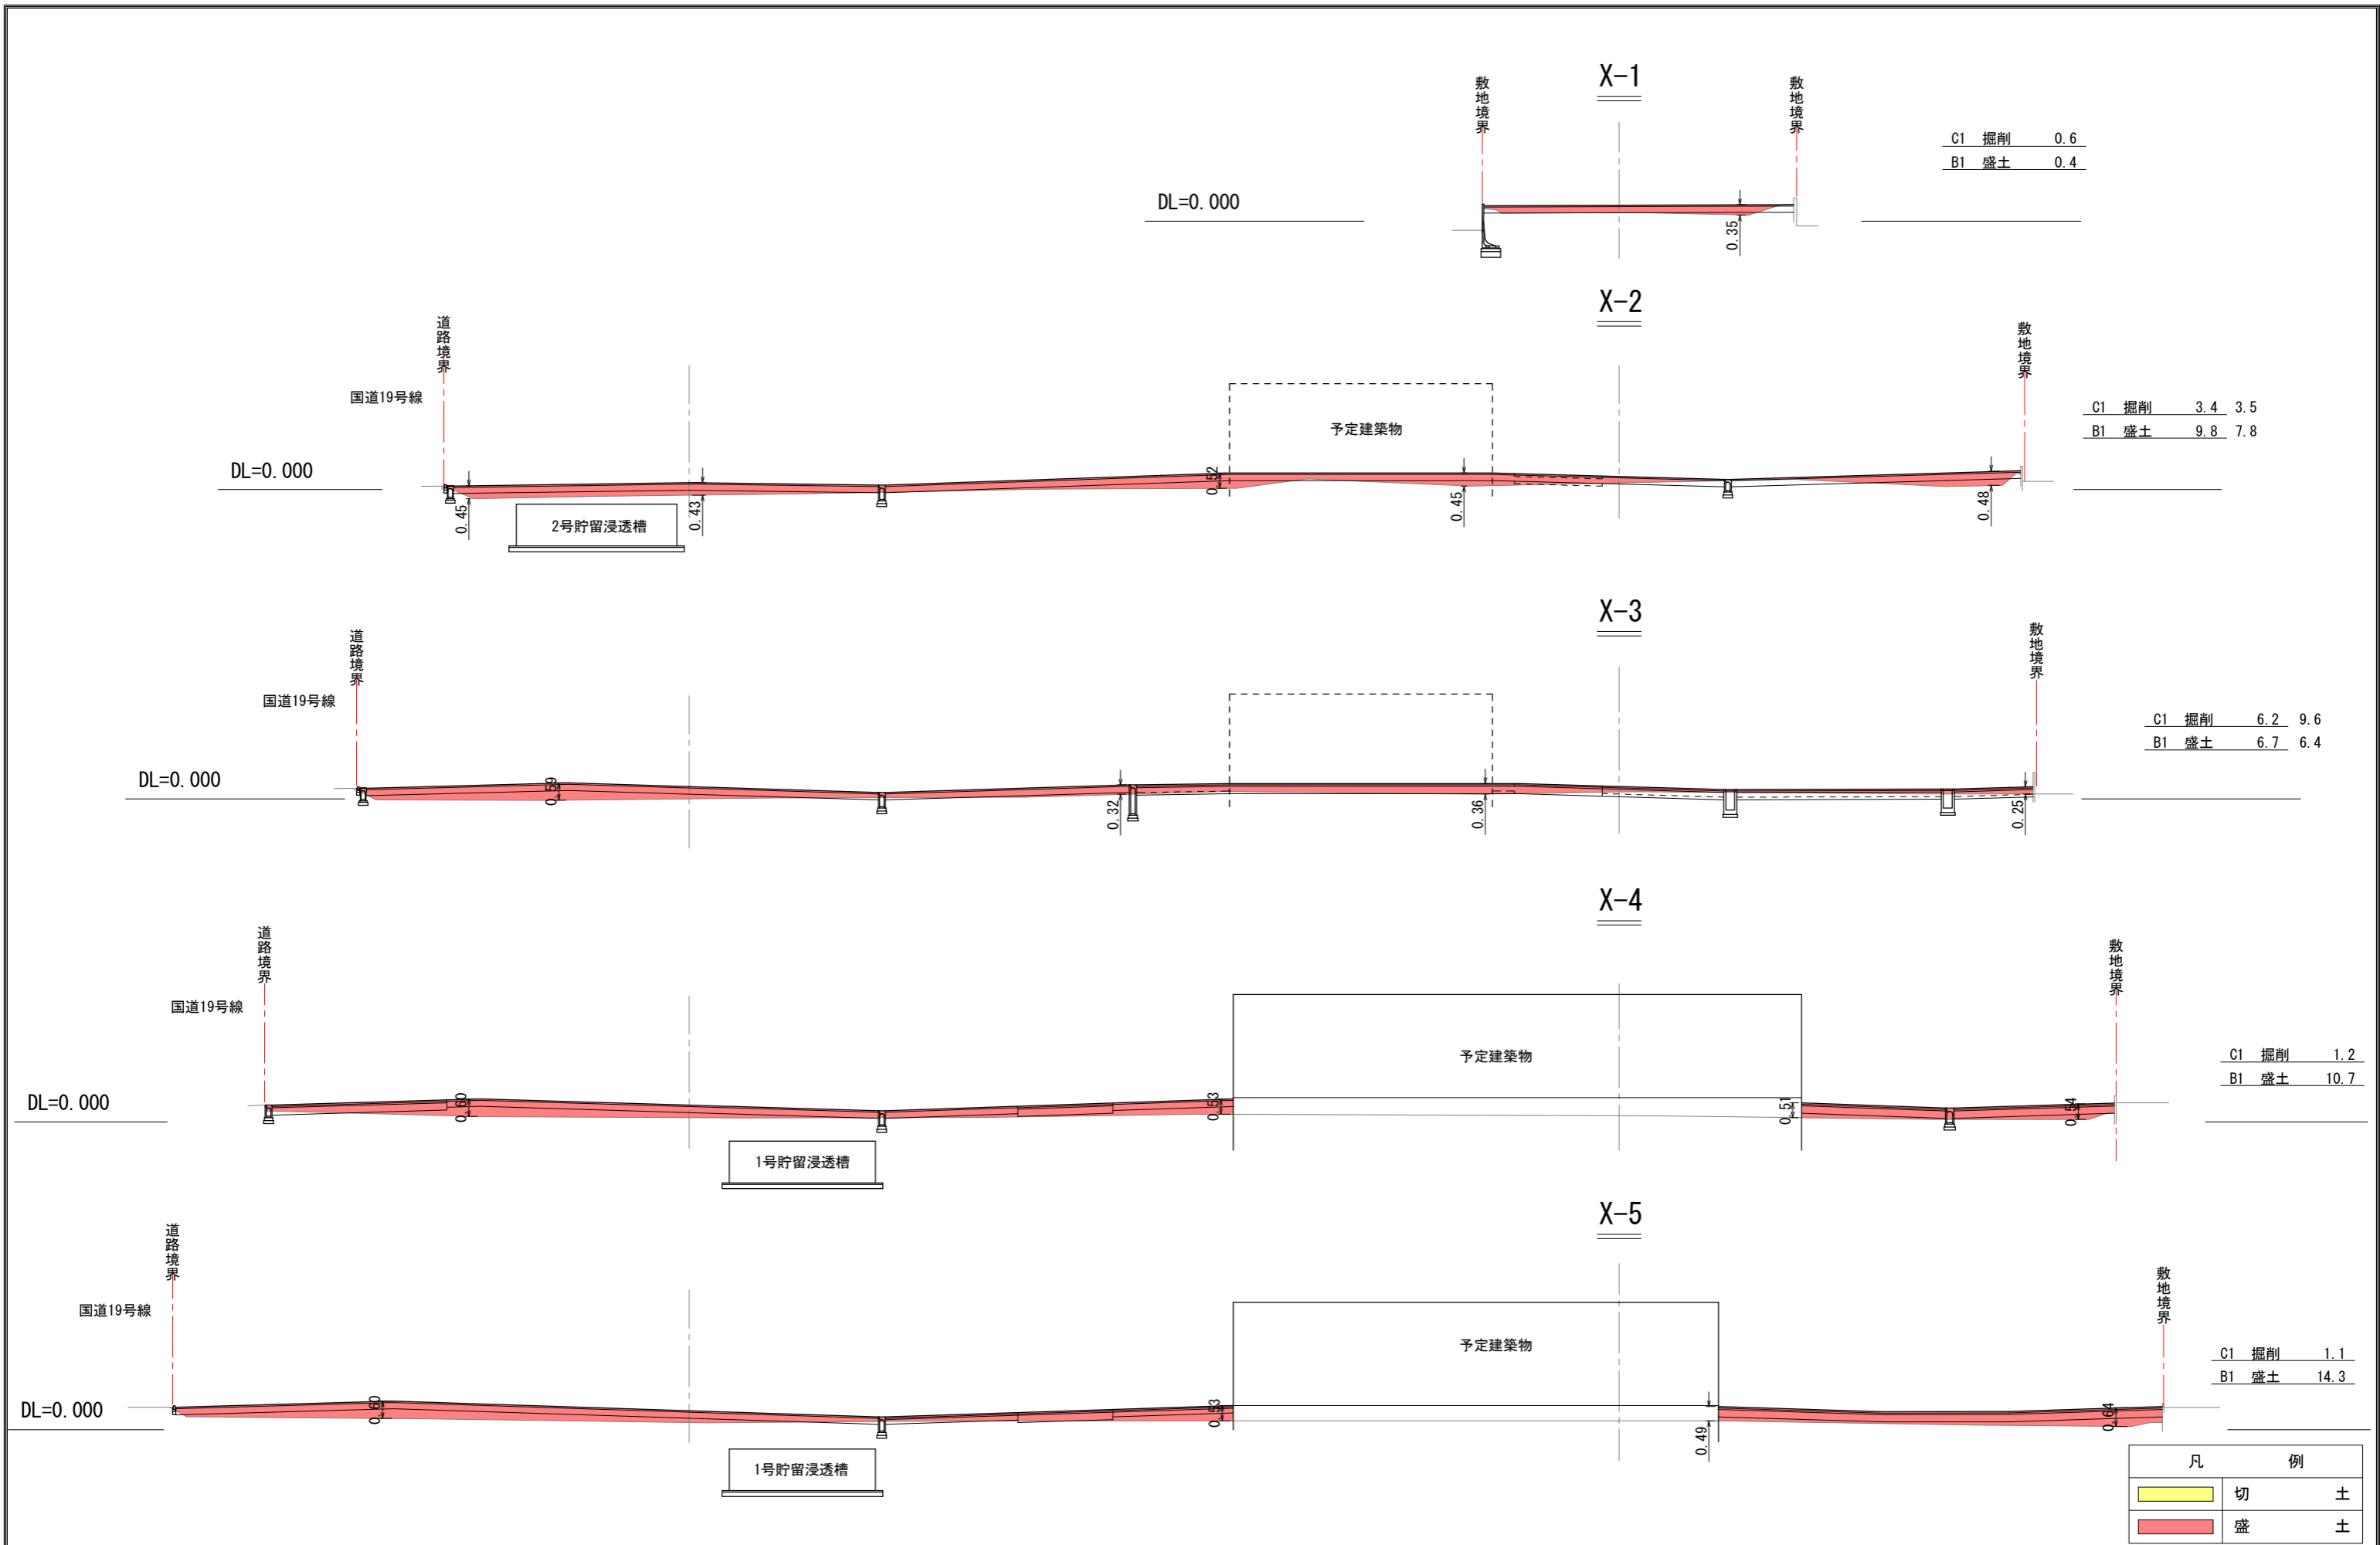 X-1
敷地境界
敷地境界
C1 掘削 0.6
B1 盛土 0.4
DL=0.000
0.35
X-2
道路境界
敷地境界
国道19号線
予定建築物
C1 掘削 3.4 3.5
B1 盛土 9.8 7.8
DL=0.000
0.45
2号貯留浸透槽
0.43
0.52
0.45
0.48
X-3
道路境界
敷地境界
国道19号線
C1 掘削 6.2 9.6
B1 盛土 6.7 6.4
DL=0.000
0.59
0.32
0.36
0.25
X-4
道路境界
敷地境界
国道19号線
予定建築物
C1 掘削 1.2
B1 盛土 10.7
DL=0.000
0.60
0.53
0.51
0.54
1号貯留浸透槽
X-5
道路境界
敷地境界
国道19号線
予定建築物
C1 掘削 1.1
B1 盛土 14.3
DL=0.000
0.60
0.53
0.49
0.64
1号貯留浸透槽
凡例
切土
盛土